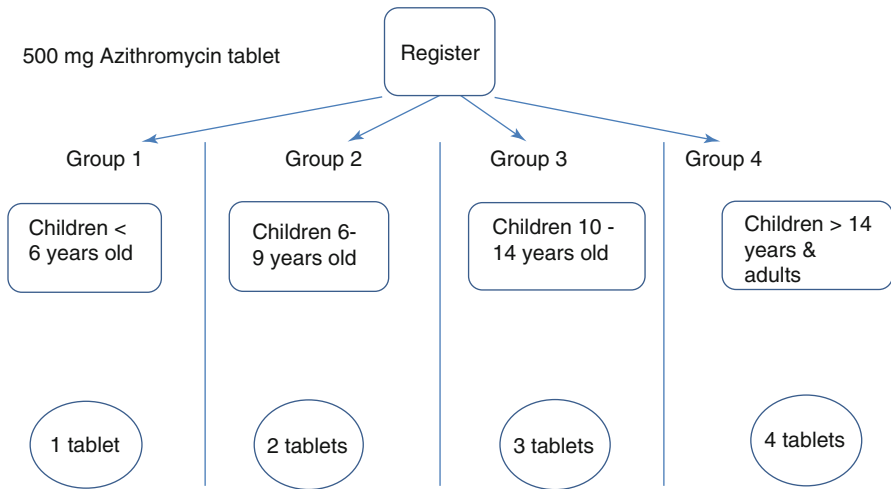 500 mg Azithromycin tablet
Register
Group 1
Group 2
Group 3
Group 4
Children <
6 years old
Children 6-
9 years old
Children 10 -
14 years old
Children > 14
years &
adults
1 tablet
2 tablets
3 tablets
4 tablets